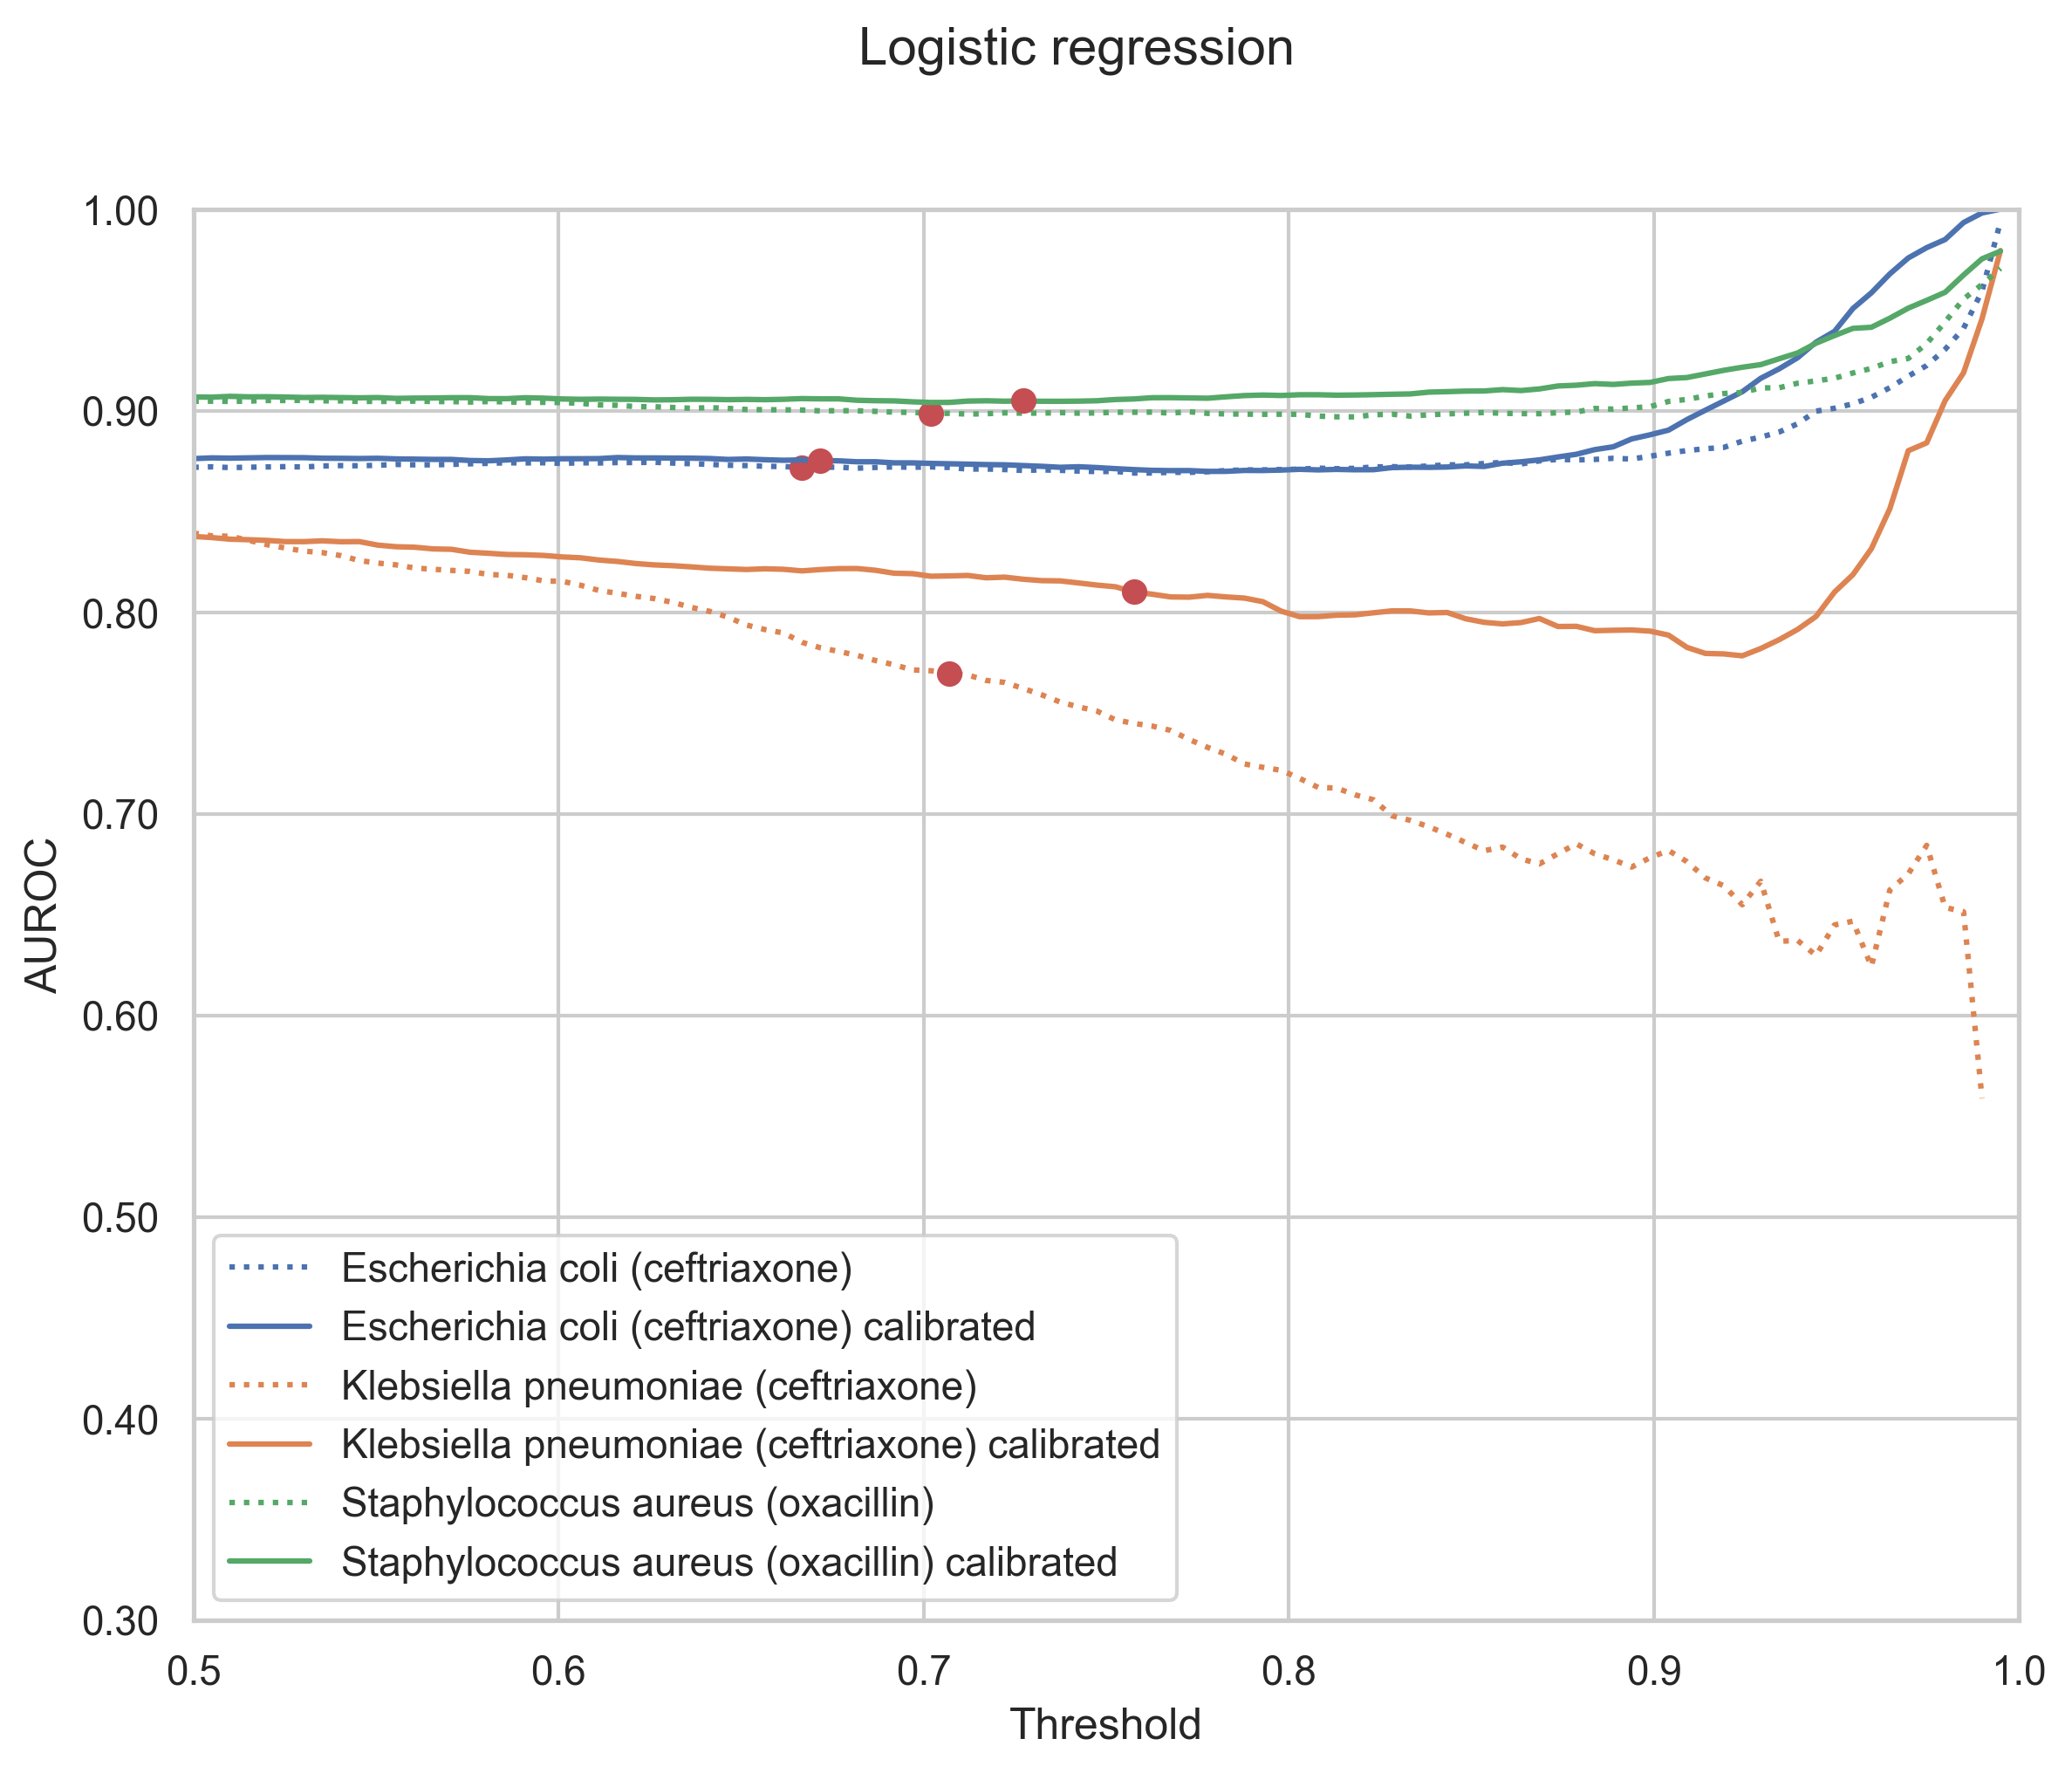 Logistic regression
1.00
0.90
0.80
0.70
0.60
0.50
0.40
0.30
AUROC
Escherichia coli (ceftriaxone)
Escherichia coli (ceftriaxone) calibrated
Klebsiella pneumoniae (ceftriaxone)
Klebsiella pneumoniae (ceftriaxone) calibrated
Staphylococcus aureus (oxacillin)
Staphylococcus aureus (oxacillin) calibrated
0.5 0.6 0.7 0.8 0.9 1.0
Threshold